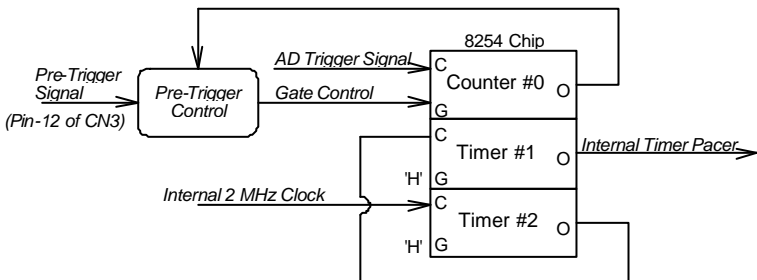 8254 Chip
AD Trigger Signal
C
Counter #0
O
Pre-Trigger
Signal
(Pin-12 of CN3)
Pre-Trigger
Control
Gate Control
G
C
Timer #1
O
Internal Timer Pacer
'H'
G
Internal 2 MHz Clock
C
Timer #2
O
'H'
G